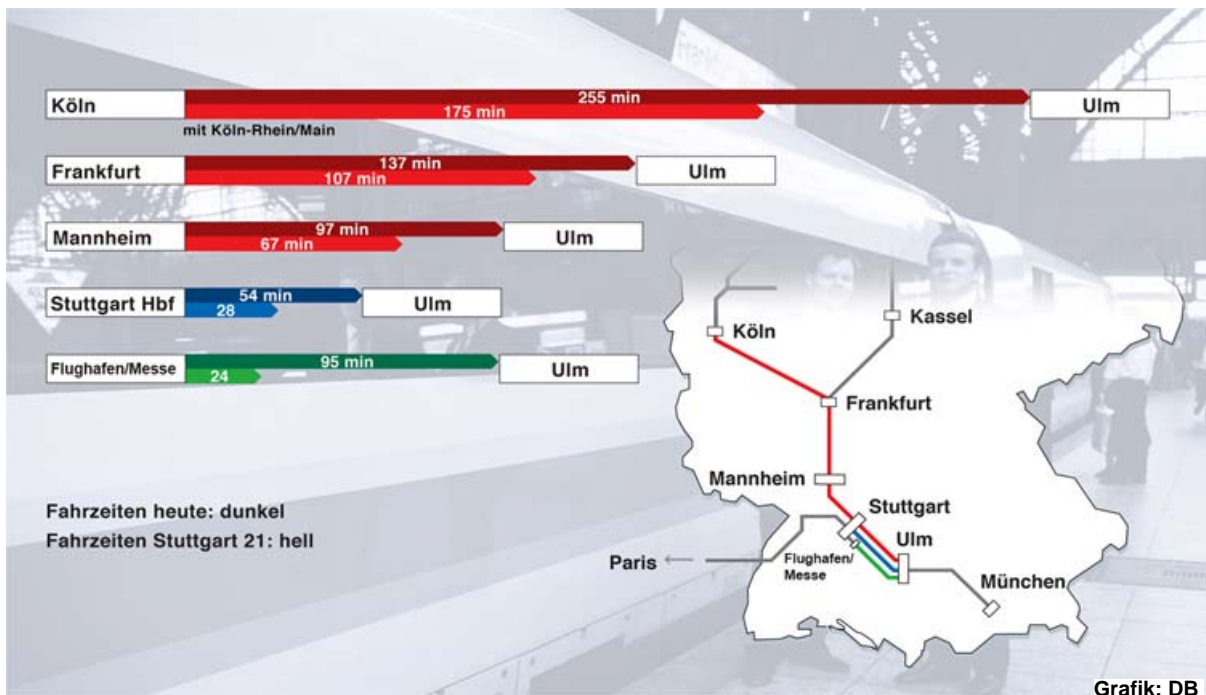 Köln
255 min
Ulm
175 min
mit Köln-Rhein/Main
Frankfurt
137 min
Ulm
107 min
Mannheim
97 min
Ulm
67 min
Stuttgart Hbf
54 min
Ulm
28
Flughafen/Messe
95 min
Ulm
24
Fahrzeiten heute: dunkel
Fahrzeiten Stuttgart 21: hell
Köln
Kassel
Frankfurt
Mannheim
Stuttgart
Ulm
Flughafen/
Messe
Paris
München
Grafik: DB